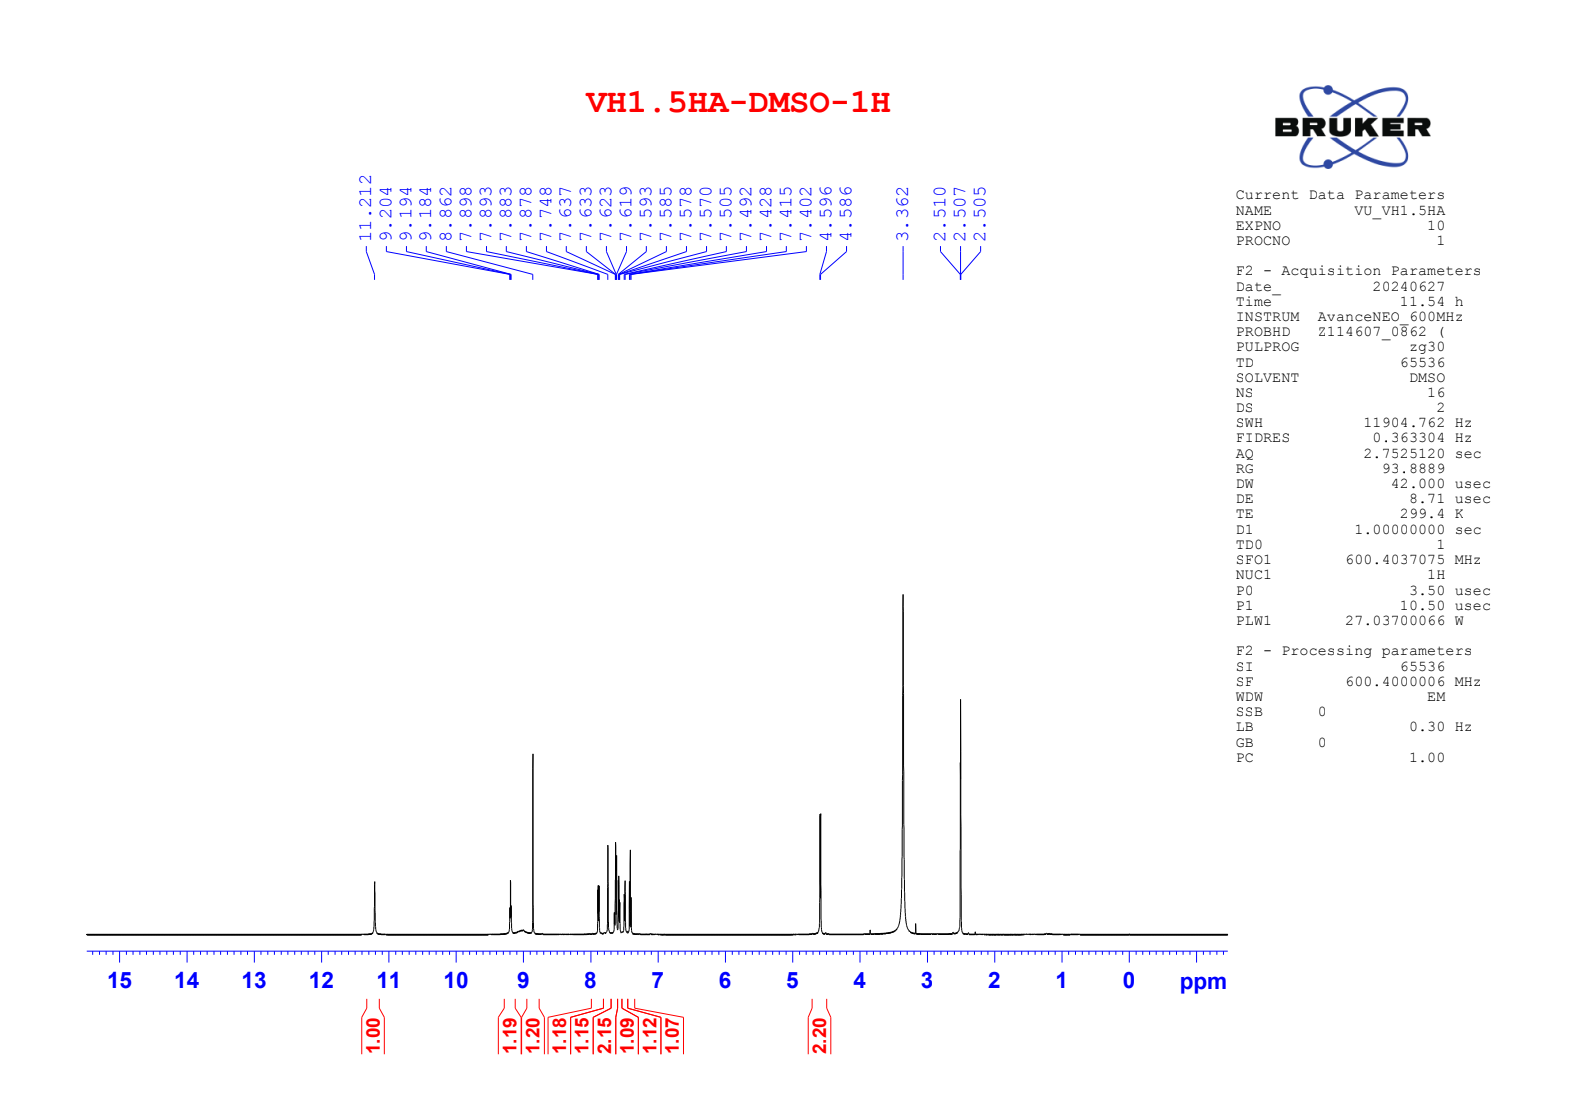 VH1.5HA-DMSO-1H
BRUKER
11.212
9.204
9.194
9.184
8.862
7.898
7.893
7.883
7.878
7.748
7.637
7.633
7.623
7.619
7.593
7.585
7.578
7.570
7.505
7.492
7.428
7.415
7.402
4.596
4.586
3.362
2.510
2.507
2.505
Current Data Parameters
NAME VU_VH1.5HA
EXPNO 10
PROCNO 1
F2 - Acquisition Parameters
Date_ 20240627
Time 11.54 h
INSTRUM AvanceNEO_600MHz
PROBHD Z114607_0862 (
PULPROG zg30
TD 65536
SOLVENT DMSO
NS 16
DS 2
SWH 11904.762 Hz
FIDRES 0.363304 Hz
AQ 2.7525120 sec
RG 93.8889
DW 42.000 usec
DE 8.71 usec
TE 299.4 K
D1 1.00000000 sec
TD0 1
SFO1 600.4037075 MHz
NUC1 1H
P0 3.50 usec
P1 10.50 usec
PLW1 27.03700066 W
F2 - Processing parameters
SI 65536
SF 600.4000006 MHz
WDW EM
SSB 0
LB 0.30 Hz
GB 0
PC 1.00
15 14 13 12 11 10 9 8 7 6 5 4 3 2 1 0 ppm
1.00
1.19
1.20
1.18
1.15
2.15
1.09
1.12
1.07
2.20